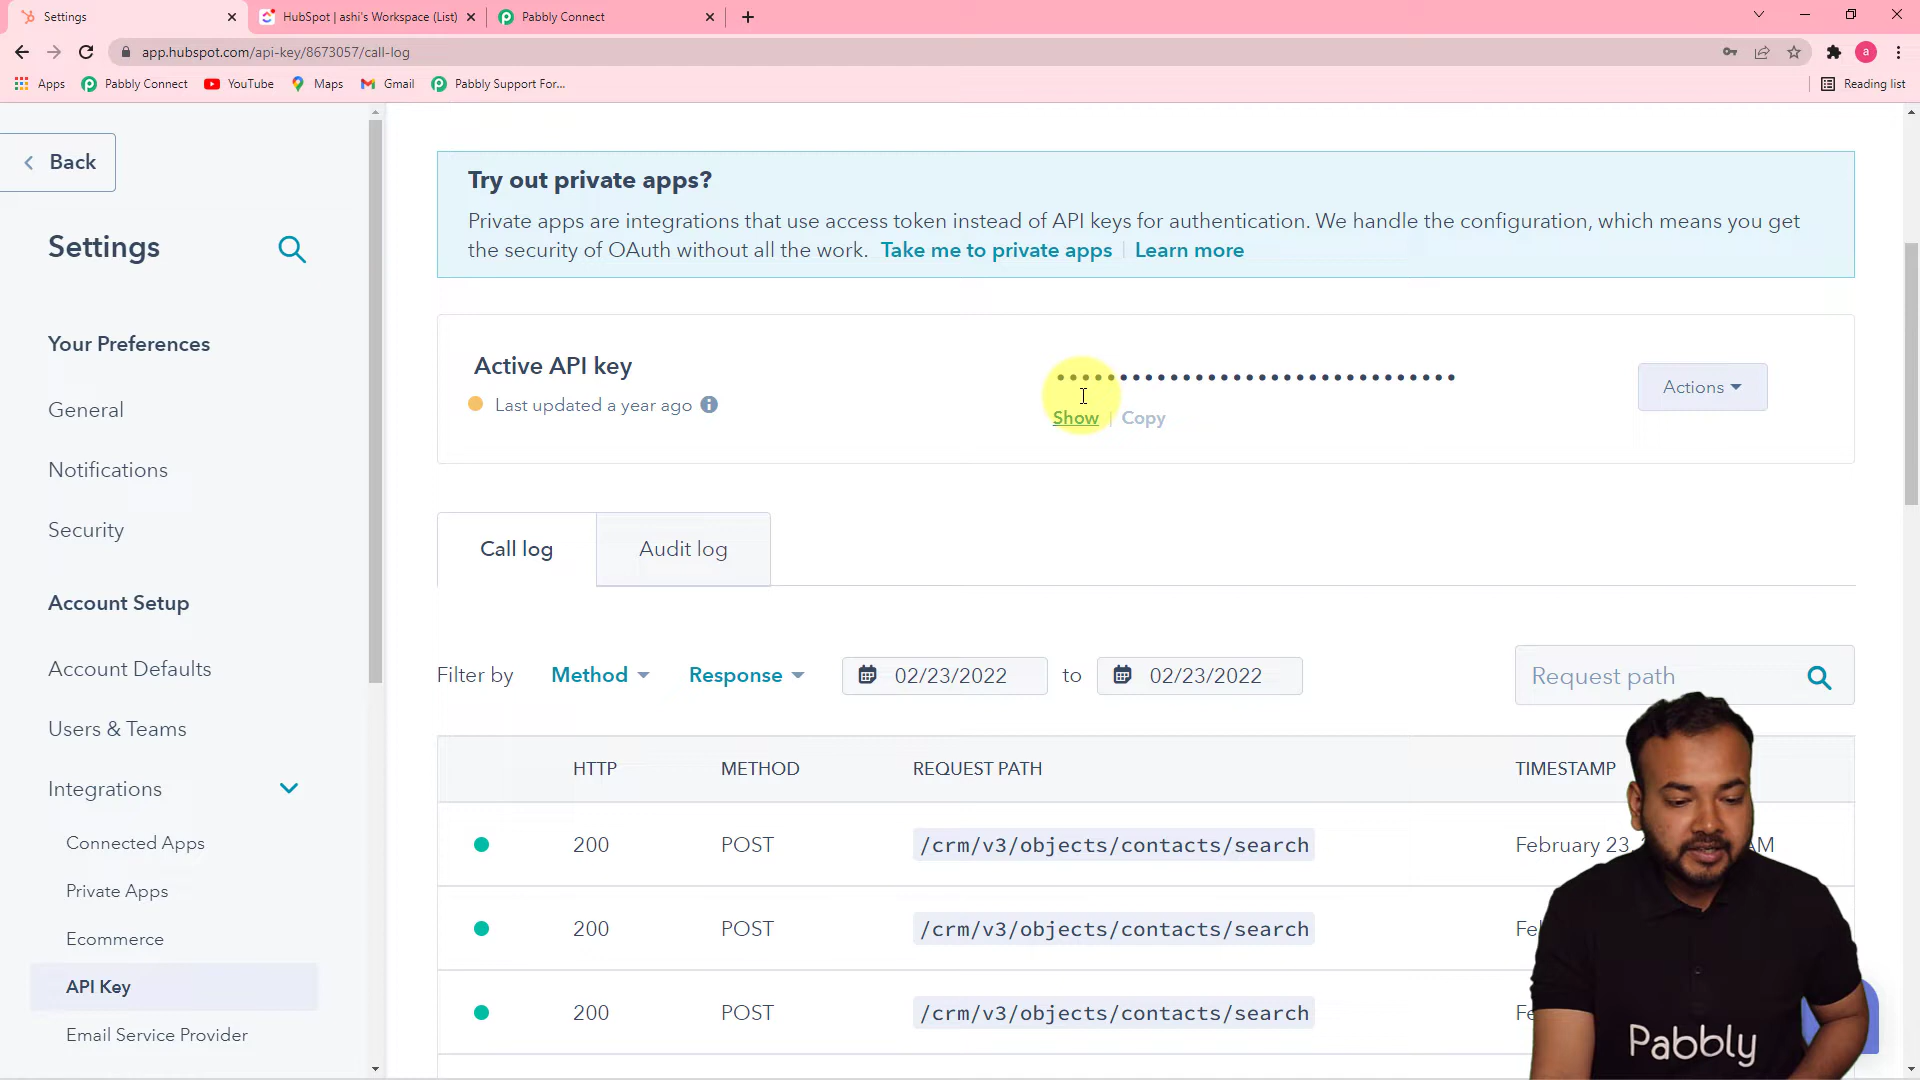 Settings
HubSpot | ashi's Workspace (List)
Pabbly Connect
app.hubspot.com/api-key/8673057/call-log
a
Apps
Pabbly Connect
YouTube
Maps
Gmail
Pabbly Support For...
Reading list
Back
Settings
Your Preferences
General
Notifications
Security
Account Setup
Account Defaults
Users & Teams
Integrations
Connected Apps
Private Apps
Ecommerce
API Key
Email Service Provider
Try out private apps?
Private apps are integrations that use access token instead of API keys for authentication. We handle the configuration, which means you get
the security of OAuth without all the work. Take me to private apps | Learn more
Active API key
Last updated a year ago
Show | Copy
Actions
Call log
Audit log
Filter by Method Response 02/23/2022 to 02/23/2022
Request path
HTTP METHOD REQUEST PATH TIMESTAMP
200 POST /crm/v3/objects/contacts/search February 23, AM
200 POST /crm/v3/objects/contacts/search
200 POST /crm/v3/objects/contacts/search
Pabbly